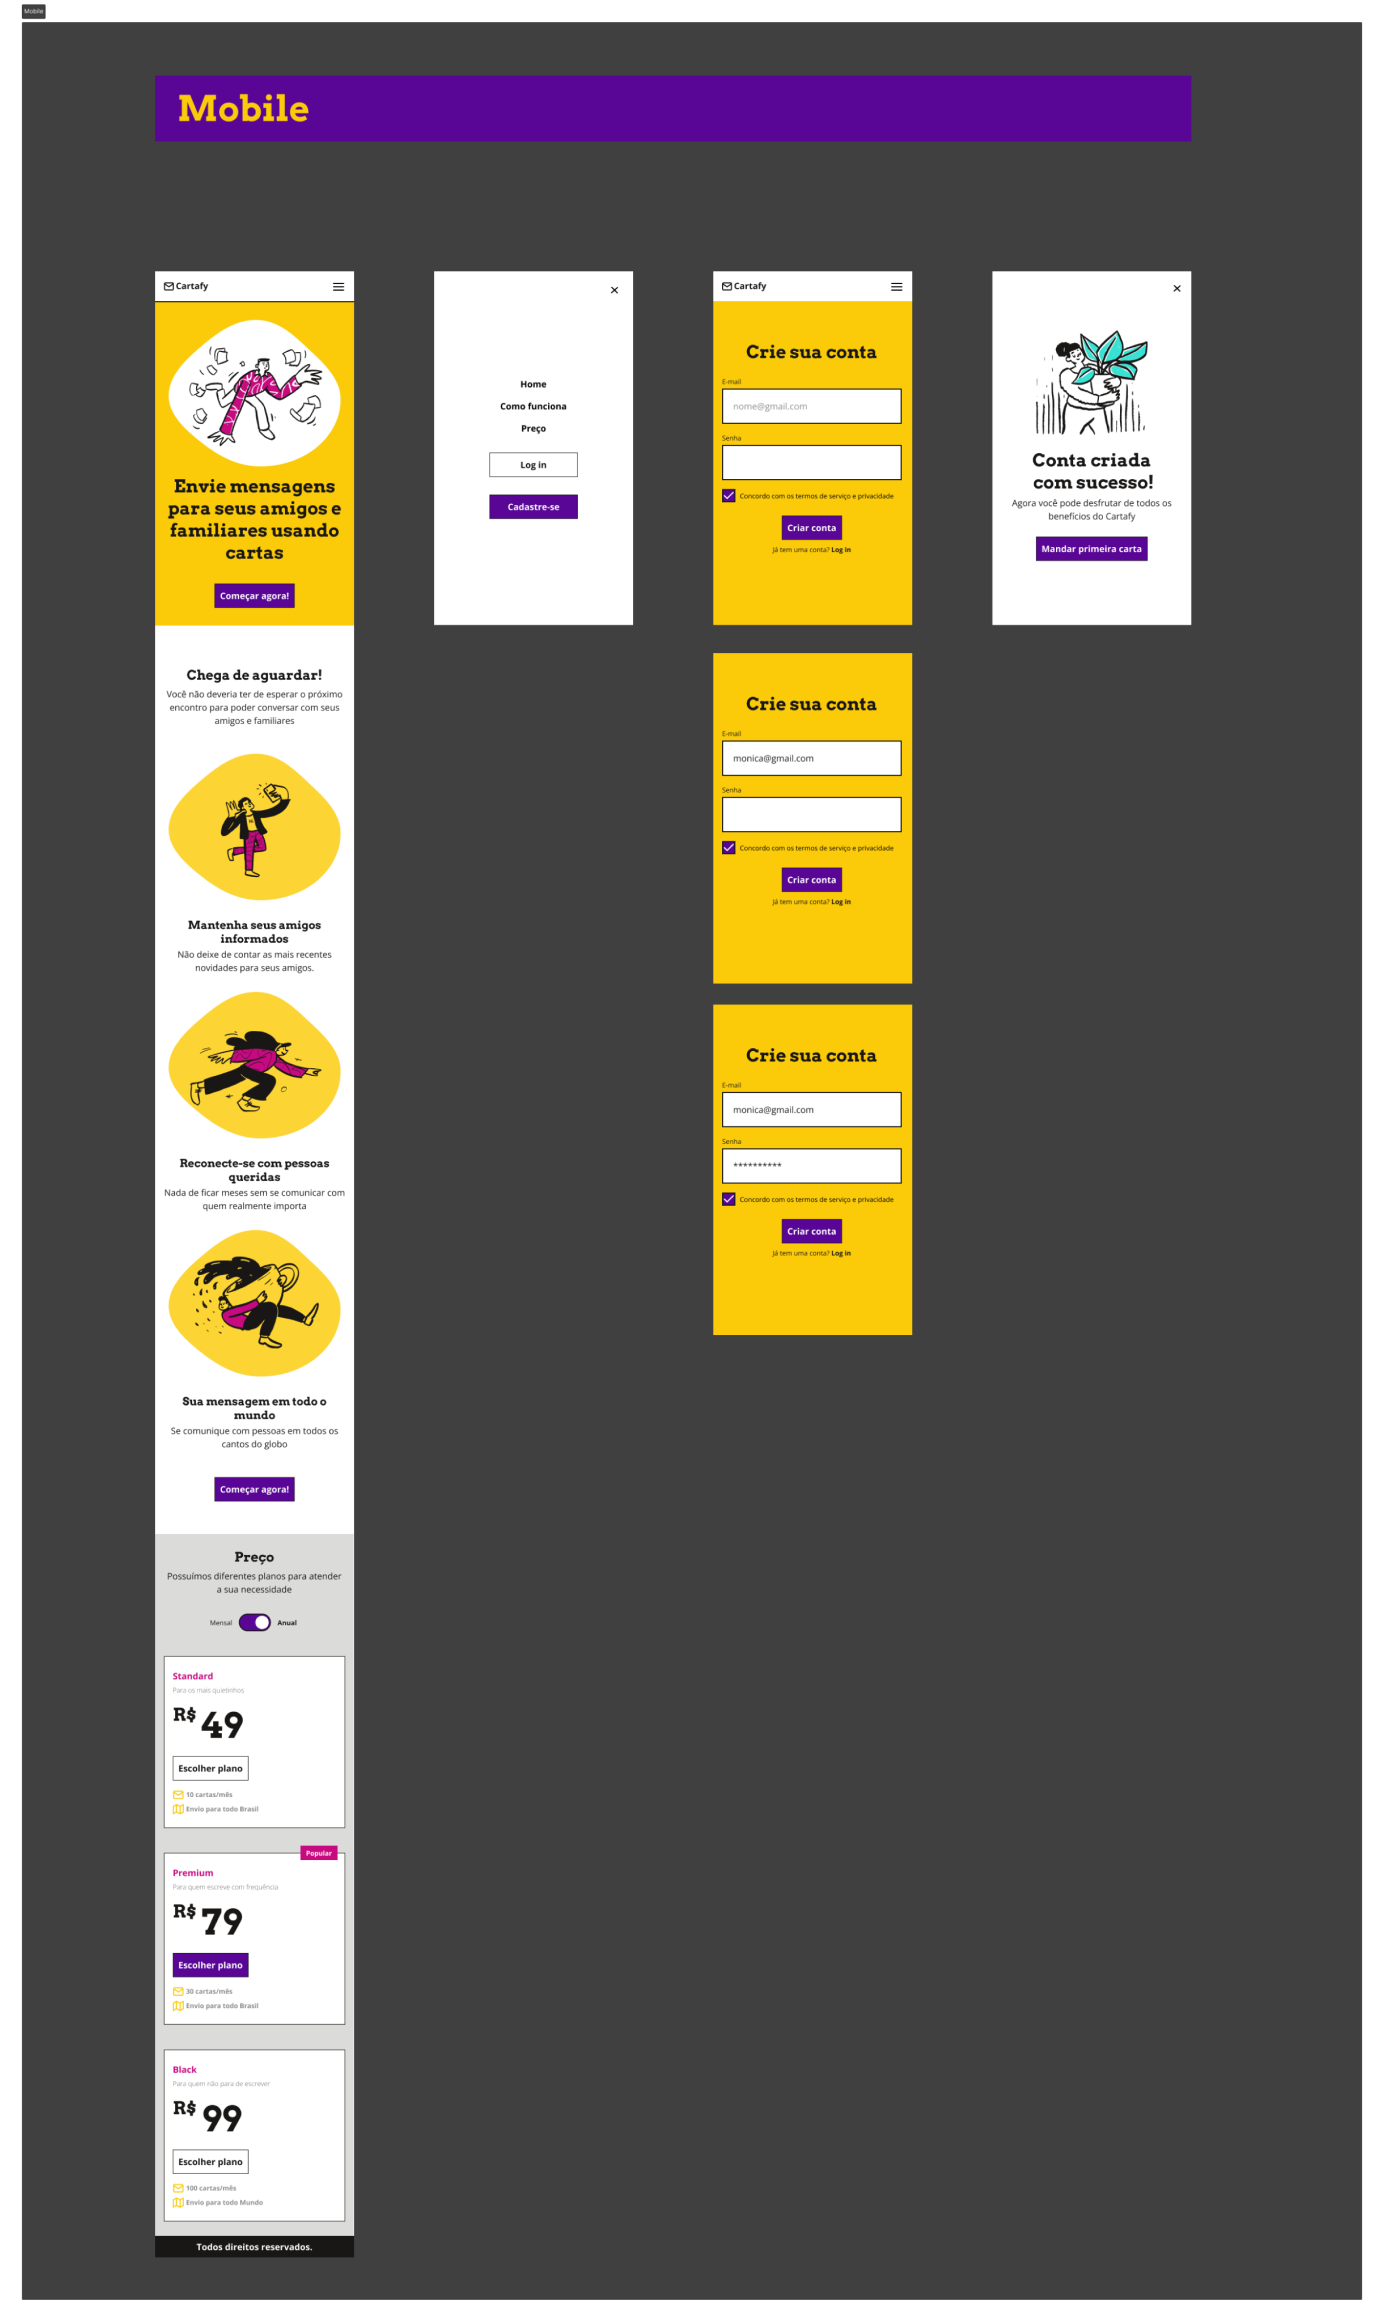 Mobile
Mobile
Cartafy
Envie mensagens
para seus amigos e
familiares usando
cartas
Começar agora!
Chega de aguardar!
Você não deveria ter de esperar o próximo
encontro para poder conversar com seus
amigos e familiares
Mantenha seus amigos
informados
Não deixe de contar as mais recentes
novidades para seus amigos.
Reconecte-se com pessoas
queridas
Nada de ficar meses sem se comunicar com
quem realmente importa
Sua mensagem em todo o
mundo
Se comunique com pessoas em todos os
cantos do globo
Começar agora!
Preço
Possuímos diferentes planos para atender
a sua necessidade
Mensal Anual
Standard
Para os mais quietinhos
R$ 49
Escolher plano
10 cartas/mês
Envio para todo Brasil
Popular
Premium
Para quem escreve com frequência
R$ 79
Escolher plano
30 cartas/mês
Envio para todo Brasil
Black
Para quem não para de escrever
R$ 99
Escolher plano
100 cartas/mês
Envio para todo Mundo
Todos direitos reservados.
Home
Como funciona
Preço
Log in
Cadastre-se
Cartafy
Crie sua conta
E-mail
nome@gmail.com
Senha
Concordo com os termos de serviço e privacidade
Criar conta
Já tem uma conta? Log in
Crie sua conta
E-mail
monica@gmail.com
Senha
Concordo com os termos de serviço e privacidade
Criar conta
Já tem uma conta? Log in
Crie sua conta
E-mail
monica@gmail.com
Senha
**********
Concordo com os termos de serviço e privacidade
Criar conta
Já tem uma conta? Log in
Conta criada
com sucesso!
Agora você pode desfrutar de todos os
benefícios do Cartafy
Mandar primeira carta